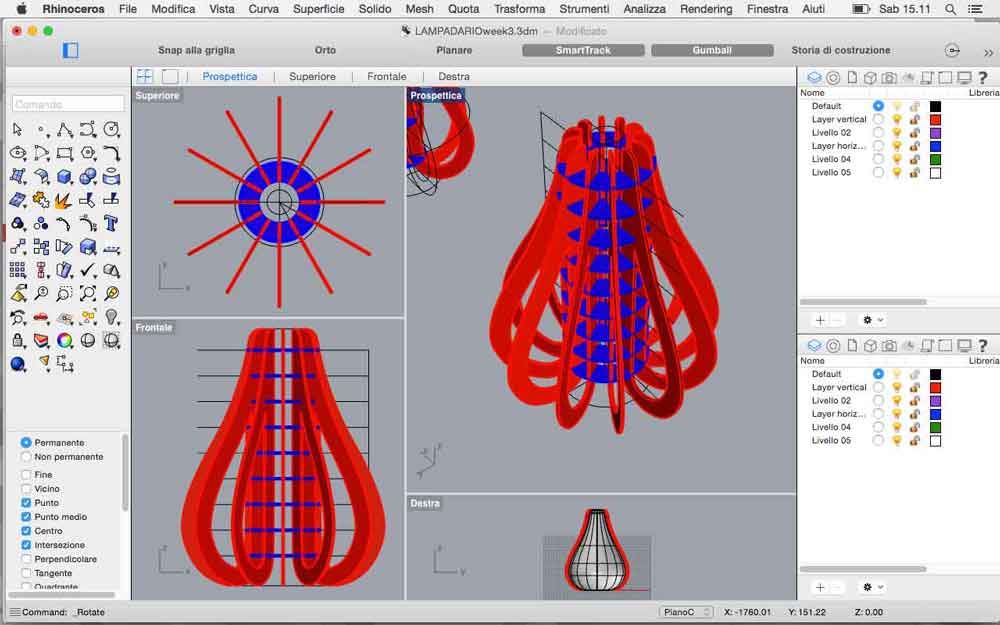 Rhinoceros File Modifica Vista Curva Superficie Solido Mesh Quota Trasforma Strumenti Analizza Rendering Finestra Aiuti Sab 15.11
LAMPADARIOweek3.3dm — Modificato
Snap alla griglia Orto Planare SmartTrack Gumball Storia di costruzione
Prospettica Superiore Frontale Destra
Comando
Superiore
Prospettica
Frontale
Destra
y
x
z
x
z
y
x
z
y
Permanente
Non permanente
Fine
Vicino
Punto
Punto medio
Centro
Intersezione
Perpendicolare
Tangente
Quadrante
Nome Libreria
Default
Layer vertical
Livello 02
Layer horiz...
Livello 04
Livello 05
Nome Libreria
Default
Layer vertical
Livello 02
Layer horiz...
Livello 04
Livello 05
Command: _Rotate PianoC X: -1760.01 Y: 151.22 Z: 0.00